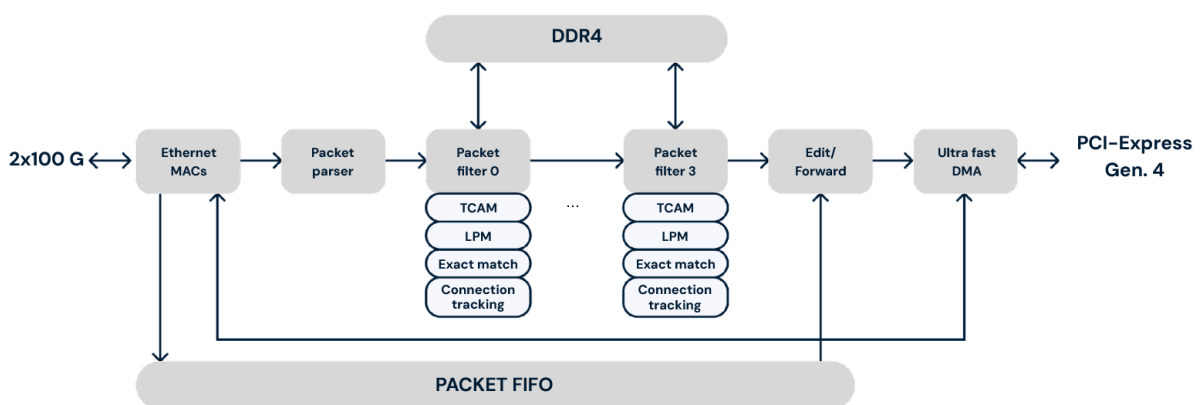 DDR4
2x100 G
Ethernet
MACs
Packet
parser
Packet
filter 0
Packet
filter 3
Edit/
Forward
Ultra fast
DMA
PCI-Express
Gen. 4
TCAM
LPM
Exact match
Connection
tracking
...
TCAM
LPM
Exact match
Connection
tracking
PACKET FIFO